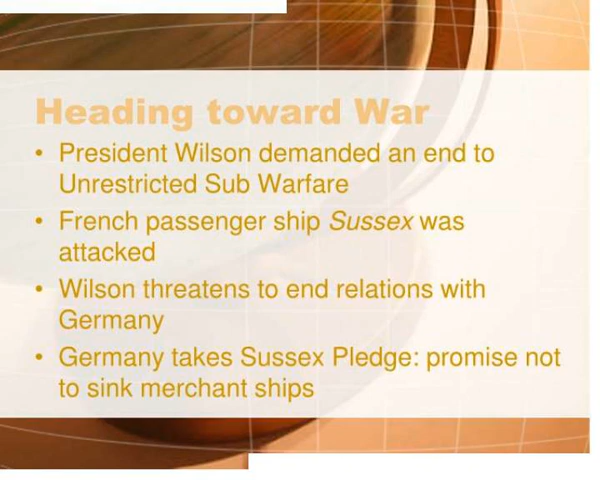 Heading toward War
• President Wilson demanded an end to
Unrestricted Sub Warfare
• French passenger ship Sussex was
attacked
• Wilson threatens to end relations with
Germany
• Germany takes Sussex Pledge: promise not
to sink merchant ships